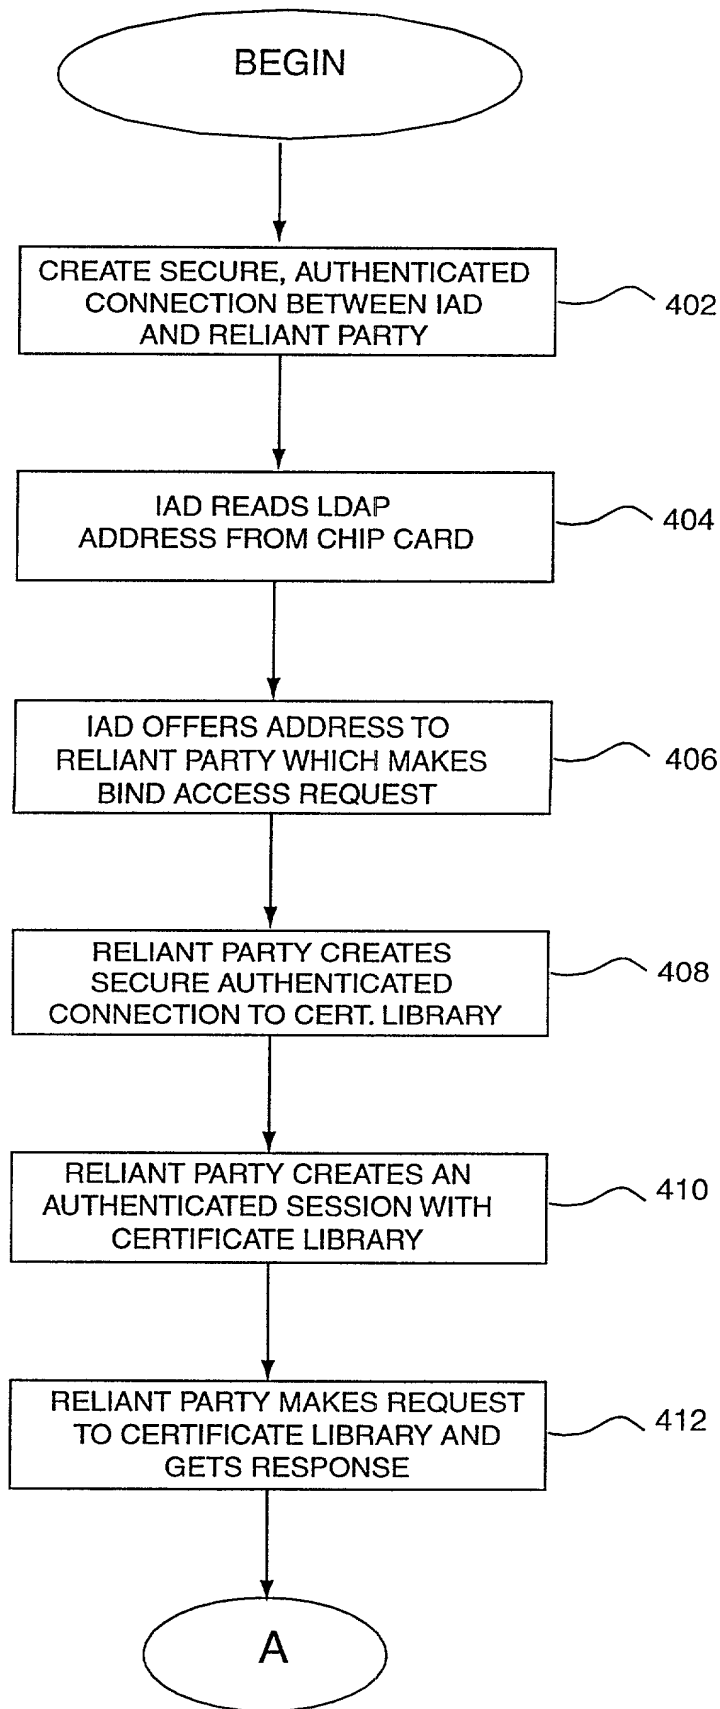 BEGIN
CREATE SECURE, AUTHENTICATED
CONNECTION BETWEEN IAD
AND RELIANT PARTY
402
IAD READS LDAP
ADDRESS FROM CHIP CARD
404
IAD OFFERS ADDRESS TO
RELIANT PARTY WHICH MAKES
BIND ACCESS REQUEST
406
RELIANT PARTY CREATES
SECURE AUTHENTICATED
CONNECTION TO CERT. LIBRARY
408
RELIANT PARTY CREATES AN
AUTHENTICATED SESSION WITH
CERTIFICATE LIBRARY
410
RELIANT PARTY MAKES REQUEST
TO CERTIFICATE LIBRARY AND
GETS RESPONSE
412
A